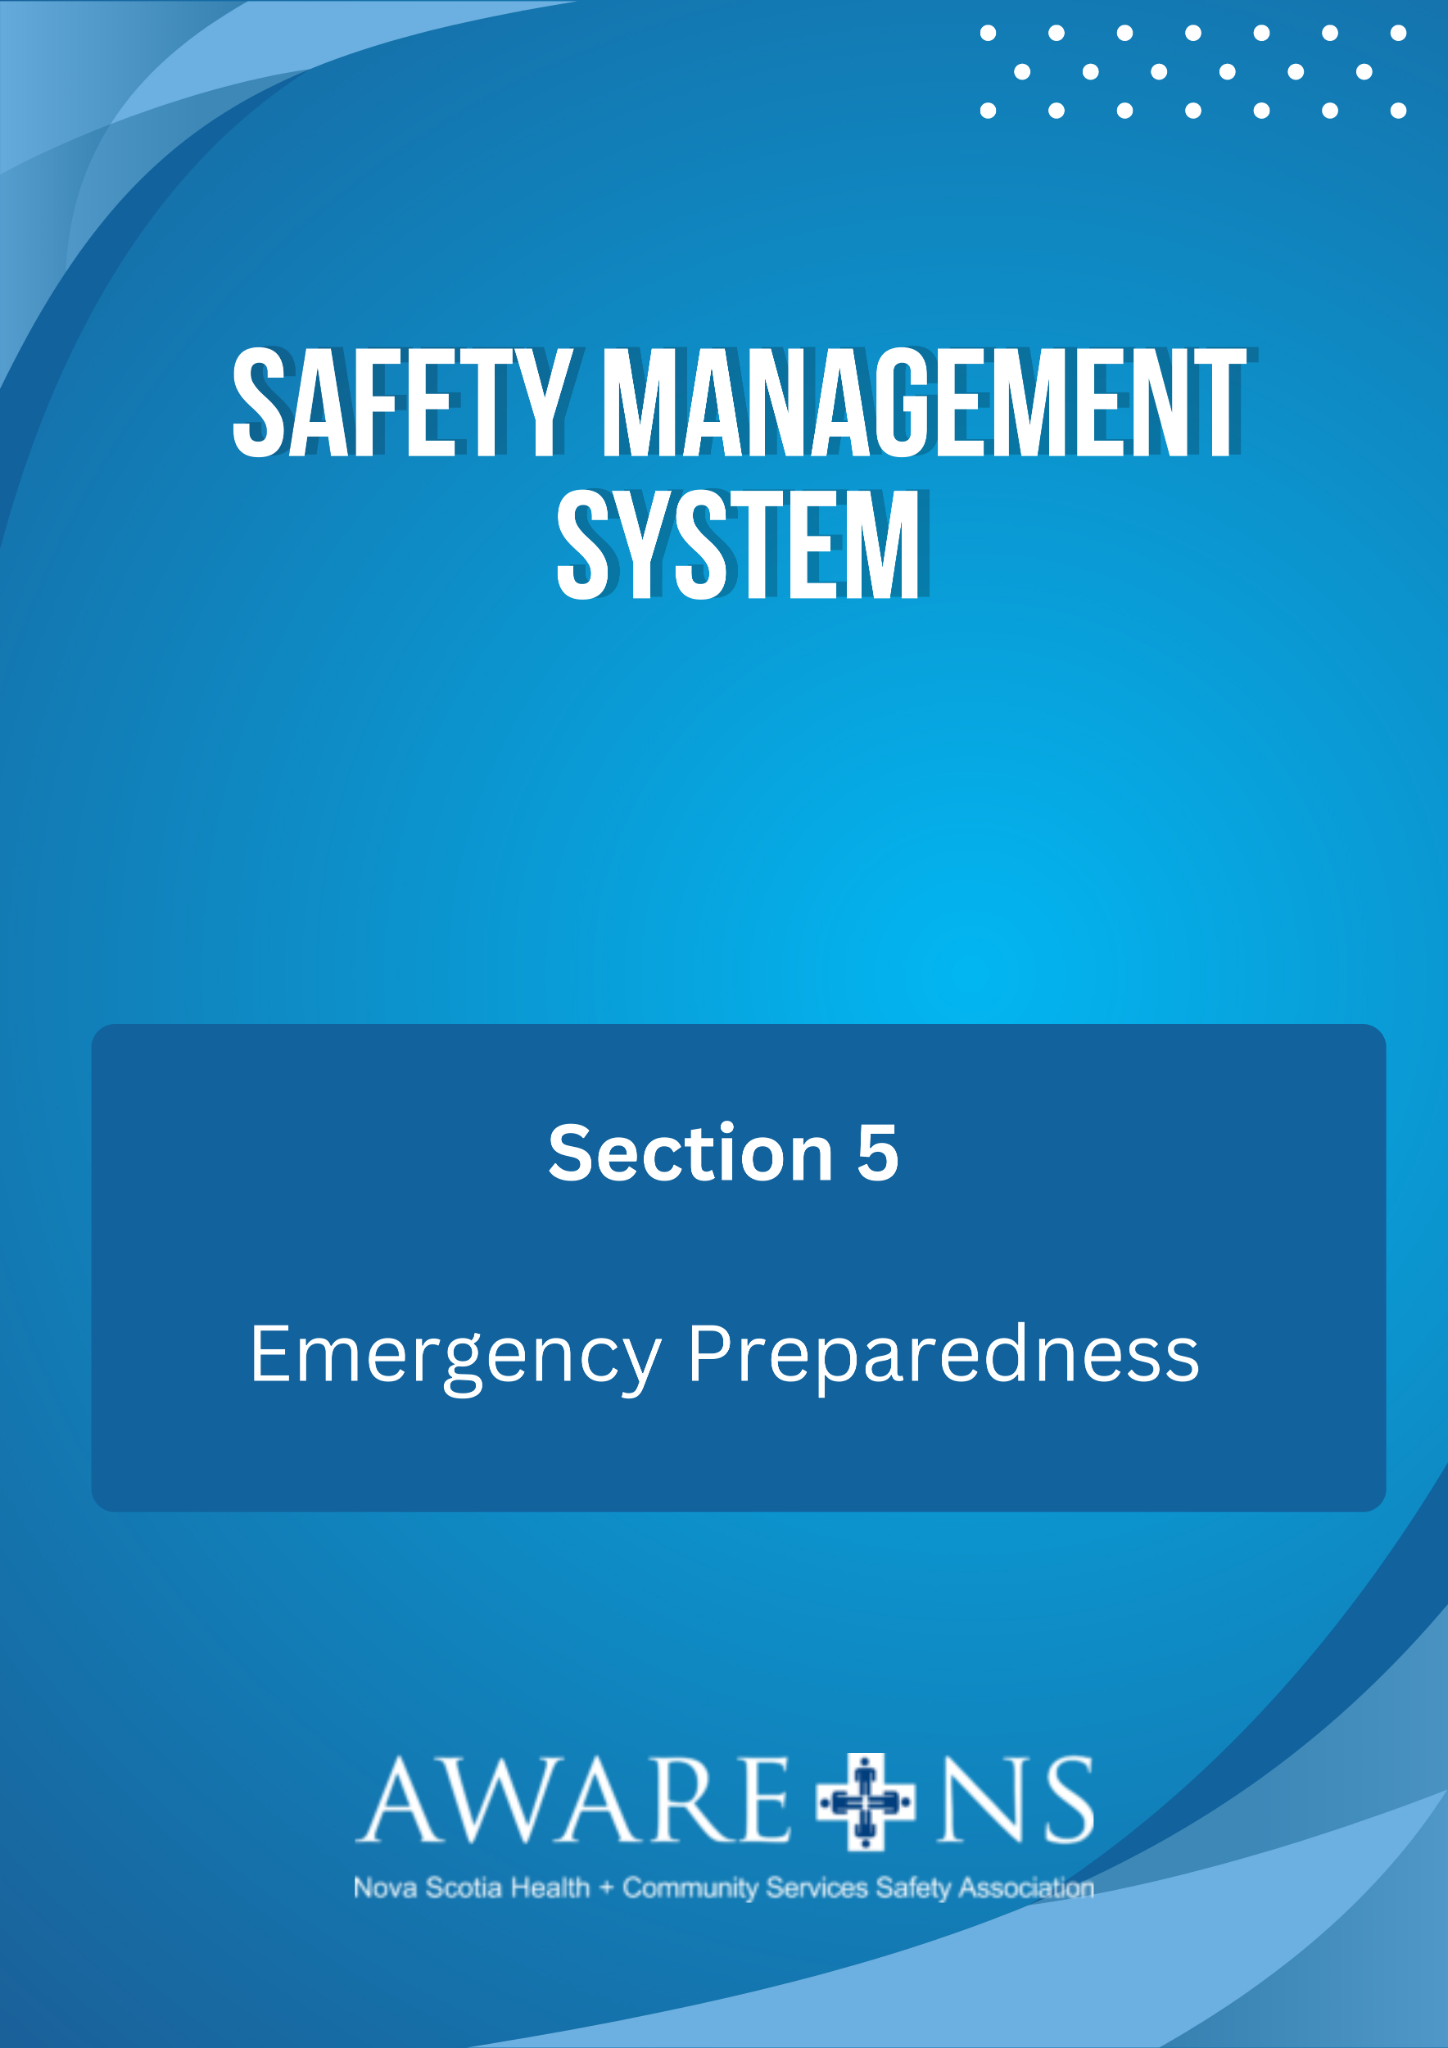 SAFETY MANAGEMENT
SYSTEM
Section 5
Emergency Preparedness
AWARE NS
Nova Scotia Health + Community Services Safety Association